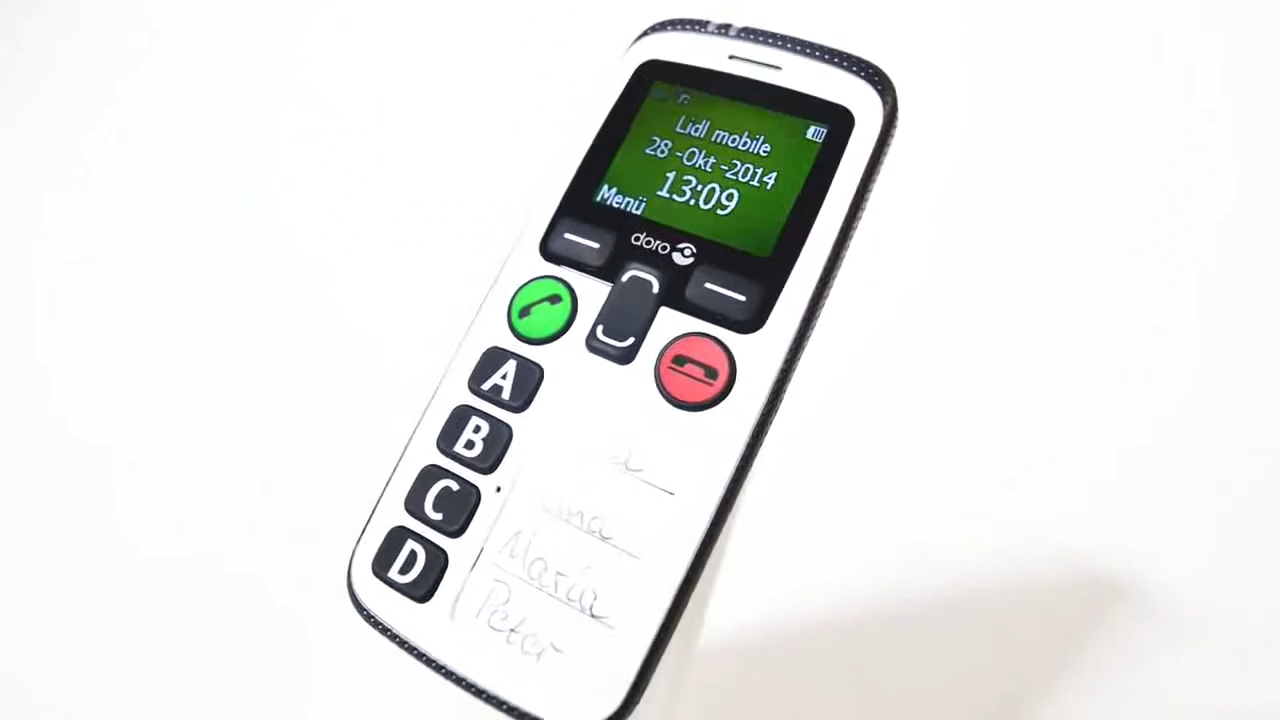 Lidl mobile
28 -Okt -2014
13:09
Menü
doro
A
B
C
D
Maria
Peter